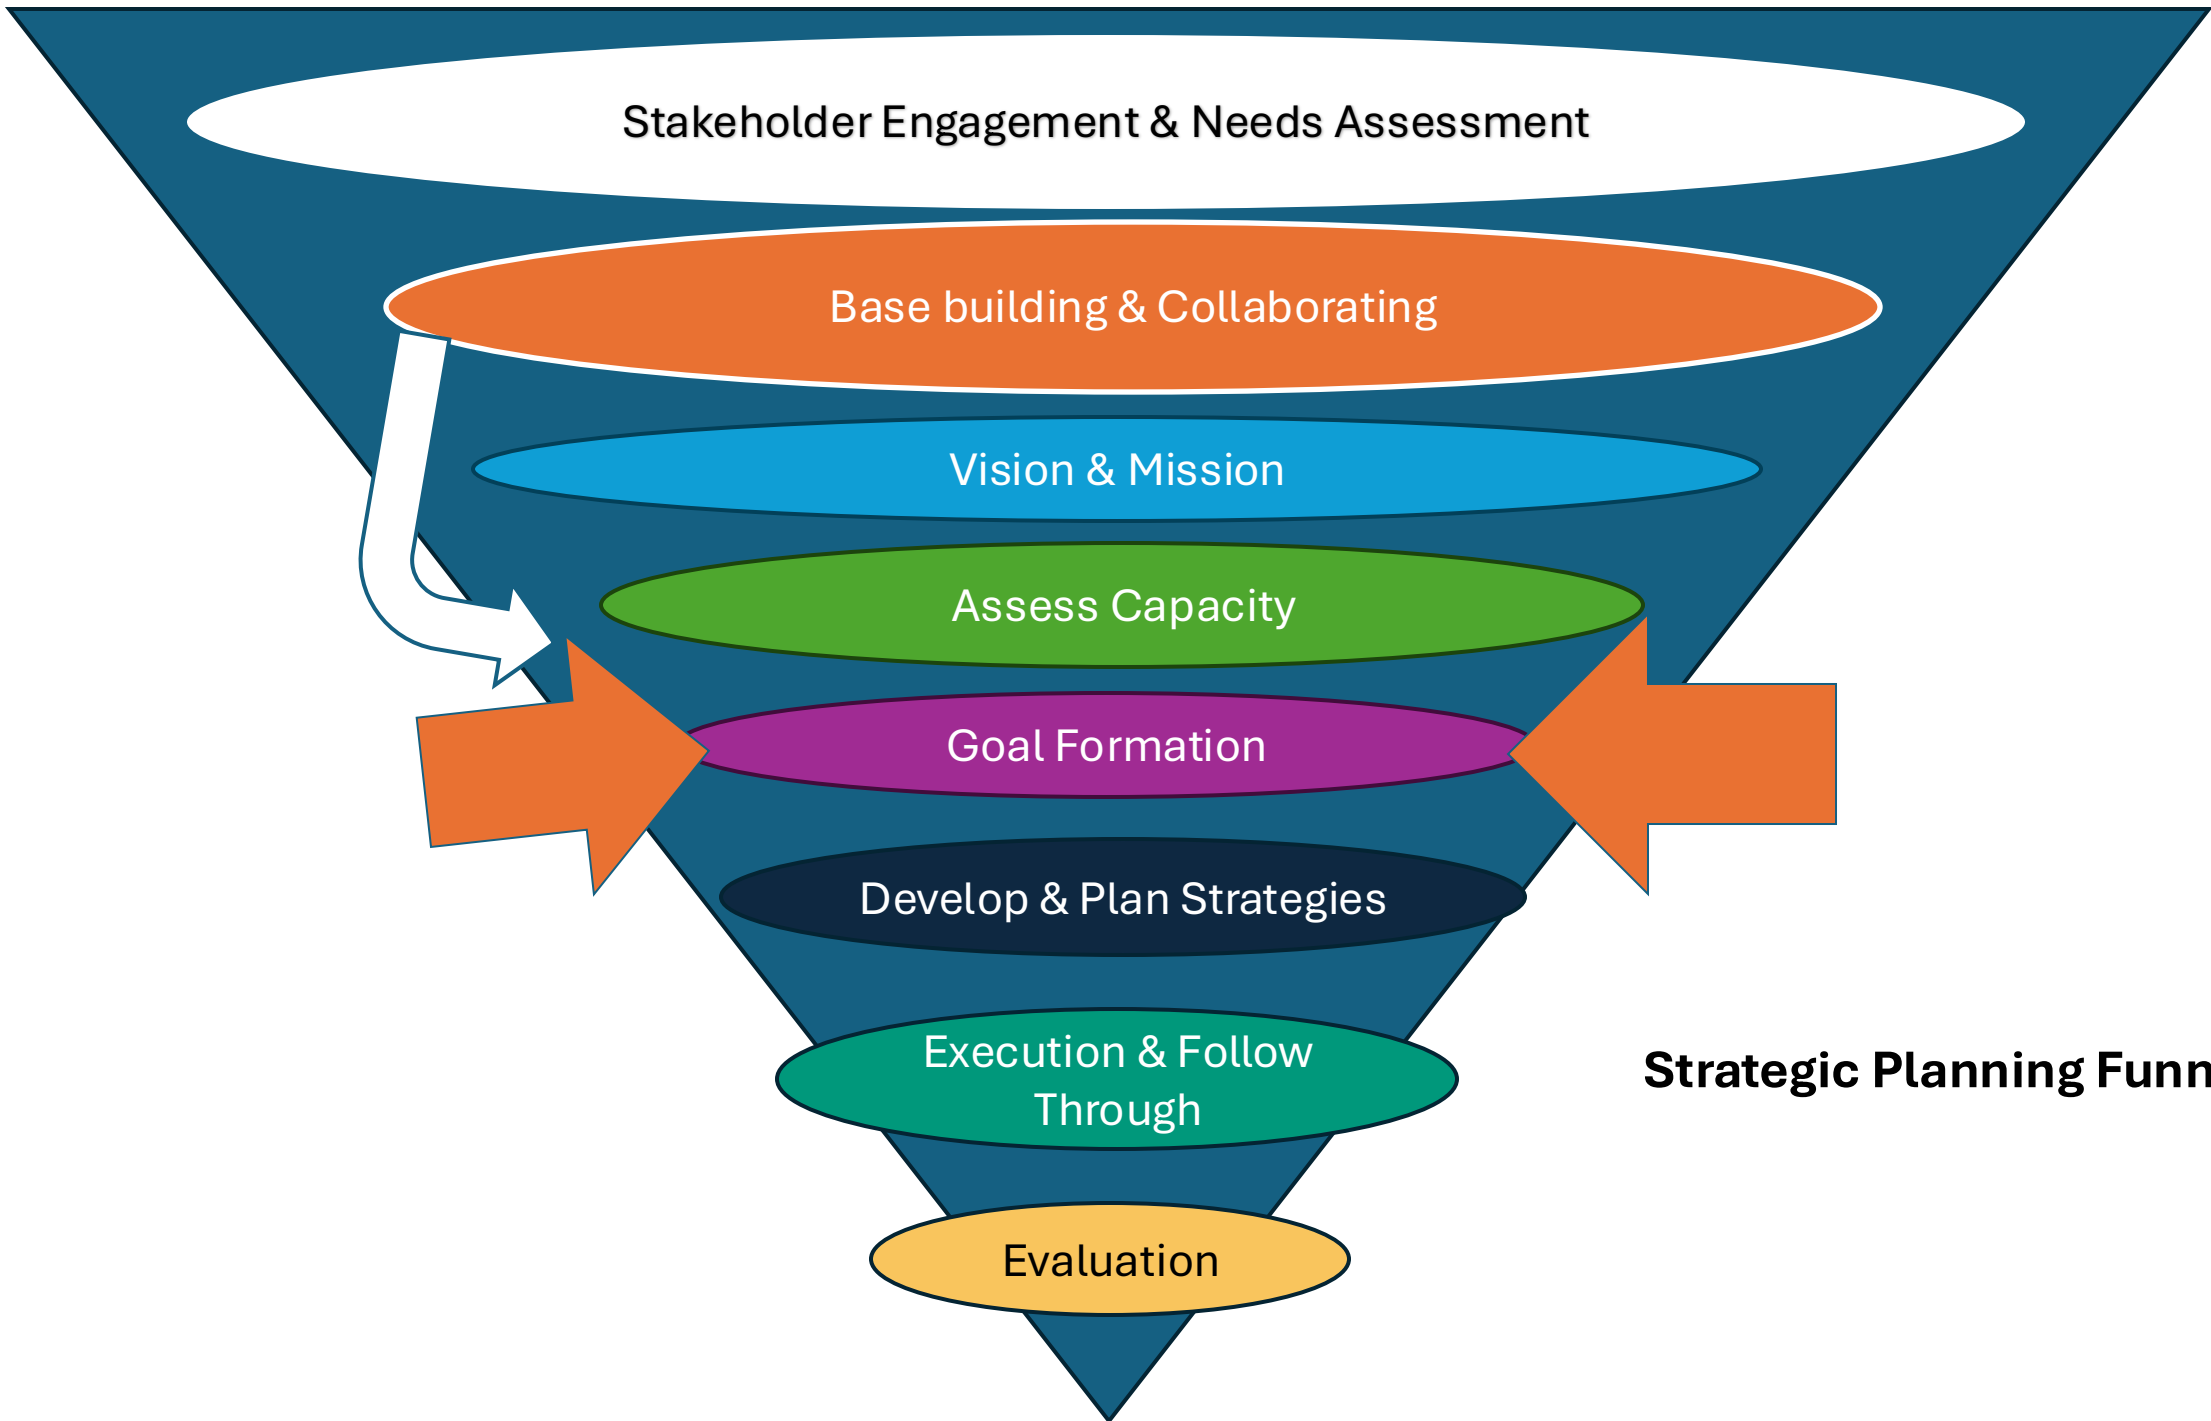 Stakeholder Engagement & Needs Assessment
Base building & Collaborating
Vision & Mission
Assess Capacity
Goal Formation
Develop & Plan Strategies
Execution & Follow
Through
Strategic Planning Funn
Evaluation